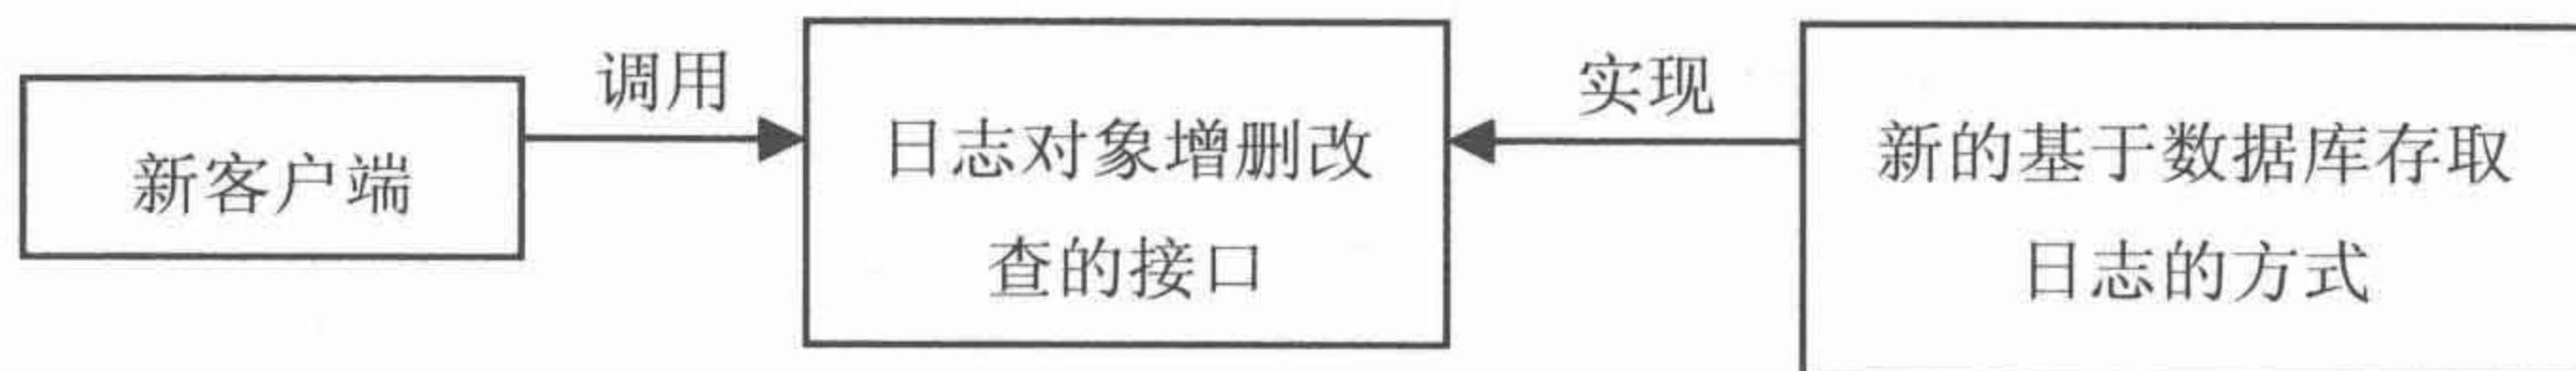 新客户端
调用
日志对象增删改
查的接口
实现
新的基于数据库存取
日志的方式